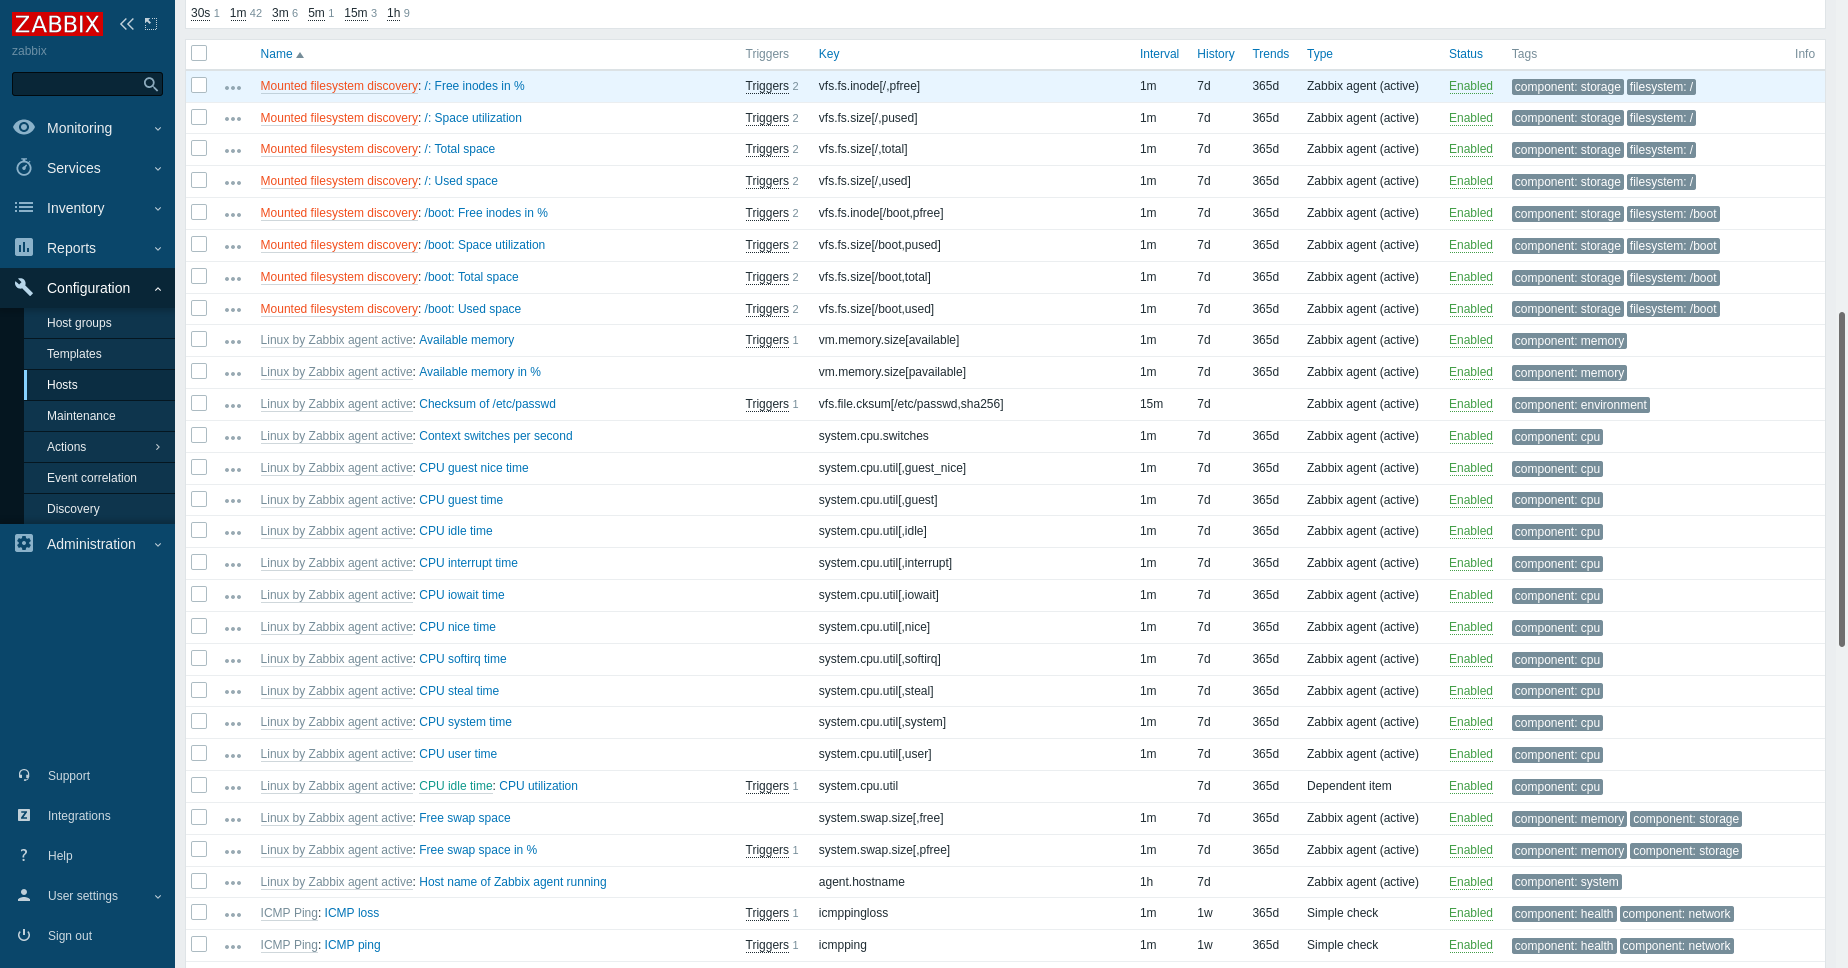 30s 1 1m 42 3m 6 5m 1 15m 3 1h 9
ZABBIX
zabbix
Monitoring
Services
Inventory
Reports
Configuration
Host groups
Templates
Hosts
Maintenance
Actions
Event correlation
Discovery
Administration
Support
Integrations
Help
User settings
Sign out
Name Triggers Key Interval History Trends Type Status Tags Info
Mounted filesystem discovery: /: Free inodes in % Triggers 2 vfs.fs.inode[/,pfree] 1m 7d 365d Zabbix agent (active) Enabled component: storage filesystem: /
Mounted filesystem discovery: /: Space utilization Triggers 2 vfs.fs.size[/,pused] 1m 7d 365d Zabbix agent (active) Enabled component: storage filesystem: /
Mounted filesystem discovery: /: Total space Triggers 2 vfs.fs.size[/,total] 1m 7d 365d Zabbix agent (active) Enabled component: storage filesystem: /
Mounted filesystem discovery: /: Used space Triggers 2 vfs.fs.size[/,used] 1m 7d 365d Zabbix agent (active) Enabled component: storage filesystem: /
Mounted filesystem discovery: /boot: Free inodes in % Triggers 2 vfs.fs.inode[/boot,pfree] 1m 7d 365d Zabbix agent (active) Enabled component: storage filesystem: /boot
Mounted filesystem discovery: /boot: Space utilization Triggers 2 vfs.fs.size[/boot,pused] 1m 7d 365d Zabbix agent (active) Enabled component: storage filesystem: /boot
Mounted filesystem discovery: /boot: Total space Triggers 2 vfs.fs.size[/boot,total] 1m 7d 365d Zabbix agent (active) Enabled component: storage filesystem: /boot
Mounted filesystem discovery: /boot: Used space Triggers 2 vfs.fs.size[/boot,used] 1m 7d 365d Zabbix agent (active) Enabled component: storage filesystem: /boot
Linux by Zabbix agent active: Available memory Triggers 1 vm.memory.size[available] 1m 7d 365d Zabbix agent (active) Enabled component: memory
Linux by Zabbix agent active: Available memory in % vm.memory.size[pavailable] 1m 7d 365d Zabbix agent (active) Enabled component: memory
Linux by Zabbix agent active: Checksum of /etc/passwd Triggers 1 vfs.file.cksum[/etc/passwd,sha256] 15m 7d Zabbix agent (active) Enabled component: environment
Linux by Zabbix agent active: Context switches per second system.cpu.switches 1m 7d 365d Zabbix agent (active) Enabled component: cpu
Linux by Zabbix agent active: CPU guest nice time system.cpu.util[,guest_nice] 1m 7d 365d Zabbix agent (active) Enabled component: cpu
Linux by Zabbix agent active: CPU guest time system.cpu.util[,guest] 1m 7d 365d Zabbix agent (active) Enabled component: cpu
Linux by Zabbix agent active: CPU idle time system.cpu.util[,idle] 1m 7d 365d Zabbix agent (active) Enabled component: cpu
Linux by Zabbix agent active: CPU interrupt time system.cpu.util[,interrupt] 1m 7d 365d Zabbix agent (active) Enabled component: cpu
Linux by Zabbix agent active: CPU iowait time system.cpu.util[,iowait] 1m 7d 365d Zabbix agent (active) Enabled component: cpu
Linux by Zabbix agent active: CPU nice time system.cpu.util[,nice] 1m 7d 365d Zabbix agent (active) Enabled component: cpu
Linux by Zabbix agent active: CPU softirq time system.cpu.util[,softirq] 1m 7d 365d Zabbix agent (active) Enabled component: cpu
Linux by Zabbix agent active: CPU steal time system.cpu.util[,steal] 1m 7d 365d Zabbix agent (active) Enabled component: cpu
Linux by Zabbix agent active: CPU system time system.cpu.util[,system] 1m 7d 365d Zabbix agent (active) Enabled component: cpu
Linux by Zabbix agent active: CPU user time system.cpu.util[,user] 1m 7d 365d Zabbix agent (active) Enabled component: cpu
Linux by Zabbix agent active: CPU idle time: CPU utilization Triggers 1 system.cpu.util 7d 365d Dependent item Enabled component: cpu
Linux by Zabbix agent active: Free swap space system.swap.size[,free] 1m 7d 365d Zabbix agent (active) Enabled component: memory component: storage
Linux by Zabbix agent active: Free swap space in % Triggers 1 system.swap.size[,pfree] 1m 7d 365d Zabbix agent (active) Enabled component: memory component: storage
Linux by Zabbix agent active: Host name of Zabbix agent running agent.hostname 1h 7d Zabbix agent (active) Enabled component: system
ICMP Ping: ICMP loss Triggers 1 icmppingloss 1m 1w 365d Simple check Enabled component: health component: network
ICMP Ping: ICMP ping Triggers 1 icmpping 1m 1w 365d Simple check Enabled component: health component: network